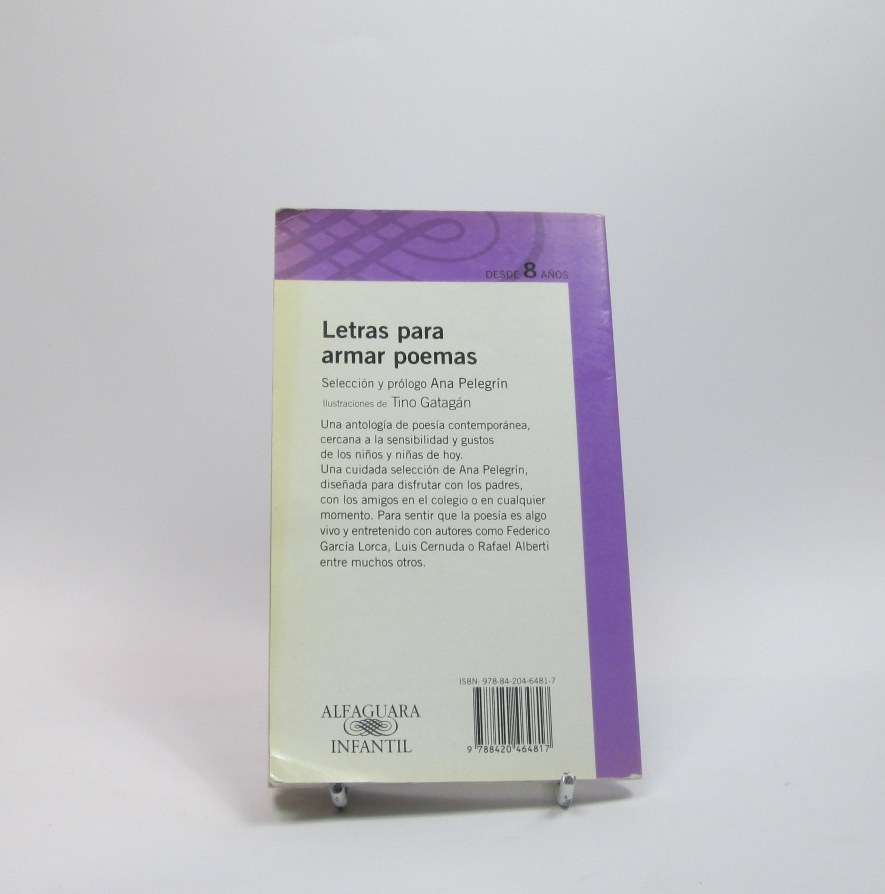 DESDE 8 AÑOS
Letras para
armar poemas
Selección y prólogo Ana Pelegrín
Ilustraciones de Tino Gatagán
Una antología de poesía contemporánea,
cercana a la sensibilidad y gustos
de los niños y niñas de hoy.
Una cuidada selección de Ana Pelegrín,
diseñada para disfrutar con los padres,
con los amigos en el colegio o en cualquier
momento. Para sentir que la poesía es algo
vivo y entretenido con autores como Federico
García Lorca, Luis Cernuda o Rafael Alberti
entre muchos otros.
ISBN: 978-84-204-6481-7
ALFAGUARA
INFANTIL
9 788420 464817